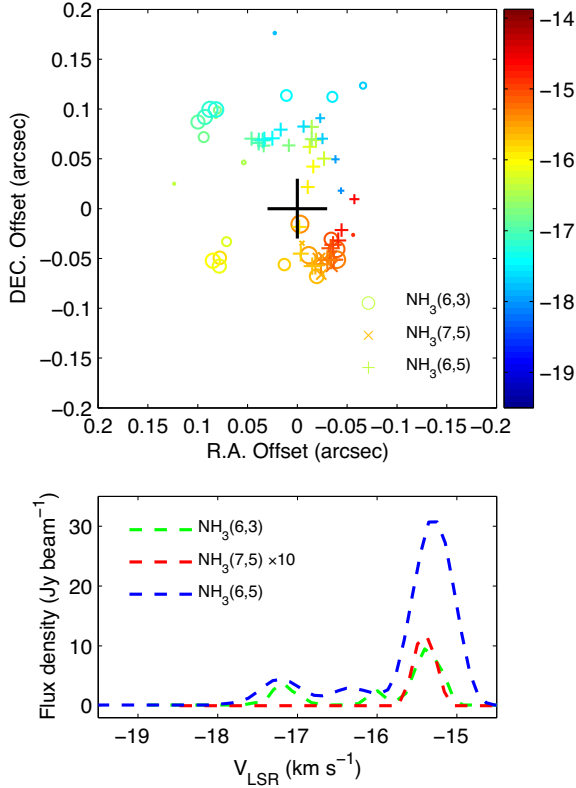 0.2
0.15
0.1
0.05
0
-0.05
-0.1
-0.15
-0.2
DEC. Offset (arcsec)
0.2 0.15 0.1 0.05 0 -0.05 -0.1 -0.15 -0.2
R.A. Offset (arcsec)
NH3(6,3)
NH3(7,5)
NH3(6,5)
-14
-15
-16
-17
-18
-19
30
20
10
0
Flux density (Jy beam−1)
NH3(6,3)
NH3(7,5) ×10
NH3(6,5)
-19 -18 -17 -16 -15
VLSR (km s−1)